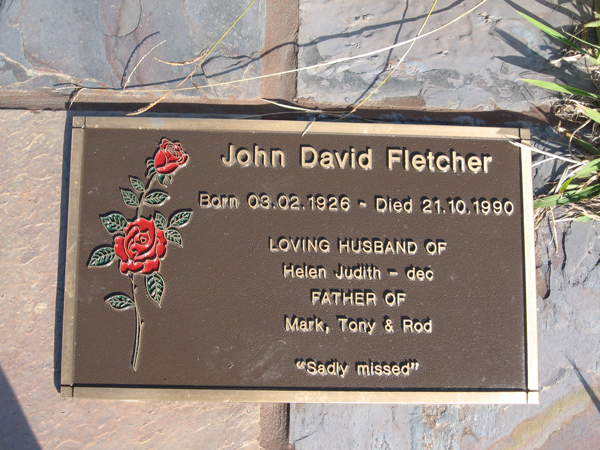 John David Fletcher
Born 03.02.1926 - Died 21.10.1990
LOVING HUSBAND OF
Helen Judith - dec
FATHER OF
Mark, Tony & Rod
"Sadly missed"